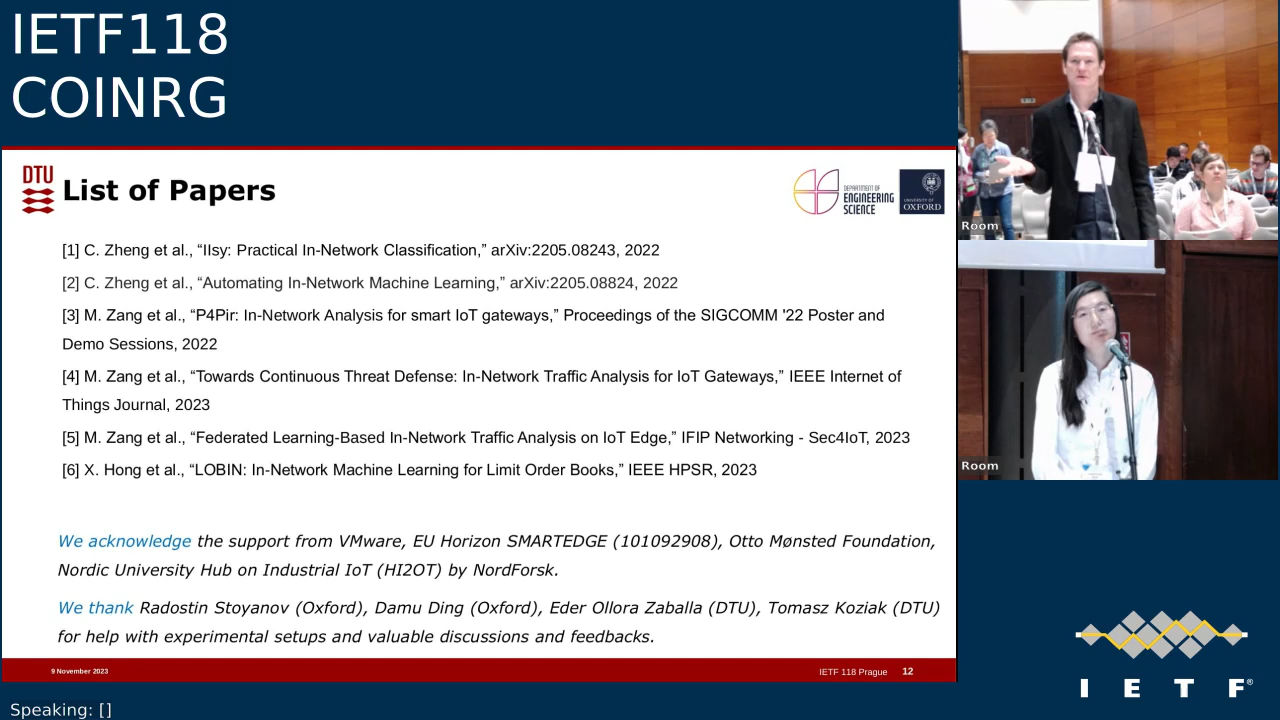 IETF118
COINRG
DTU
List of Papers
DEPARTMENT OF
ENGINEERING
SCIENCE
UNIVERSITY OF
OXFORD
[1] C. Zheng et al., “IIsy: Practical In-Network Classification,” arXiv:2205.08243, 2022
[2] C. Zheng et al., “Automating In-Network Machine Learning,” arXiv:2205.08824, 2022
[3] M. Zang et al., “P4Pir: In-Network Analysis for smart IoT gateways,” Proceedings of the SIGCOMM '22 Poster and
Demo Sessions, 2022
[4] M. Zang et al., “Towards Continuous Threat Defense: In-Network Traffic Analysis for IoT Gateways,” IEEE Internet of
Things Journal, 2023
[5] M. Zang et al., “Federated Learning-Based In-Network Traffic Analysis on IoT Edge,” IFIP Networking - Sec4IoT, 2023
[6] X. Hong et al., “LOBIN: In-Network Machine Learning for Limit Order Books,” IEEE HPSR, 2023
We acknowledge the support from VMware, EU Horizon SMARTEDGE (101092908), Otto Mønsted Foundation,
Nordic University Hub on Industrial IoT (HI2OT) by NordForsk.
We thank Radostin Stoyanov (Oxford), Damu Ding (Oxford), Eder Ollora Zaballa (DTU), Tomasz Koziak (DTU)
for help with experimental setups and valuable discussions and feedbacks.
9 November 2023
IETF 118 Prague 12
Room
Room
I E T F®
Speaking: []